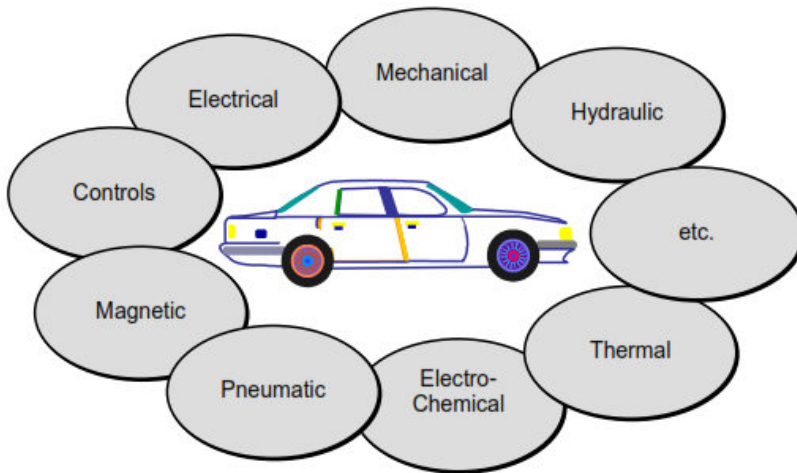 Mechanical
Electrical
Hydraulic
Controls
etc.
Magnetic
Thermal
Pneumatic
Electro-
Chemical